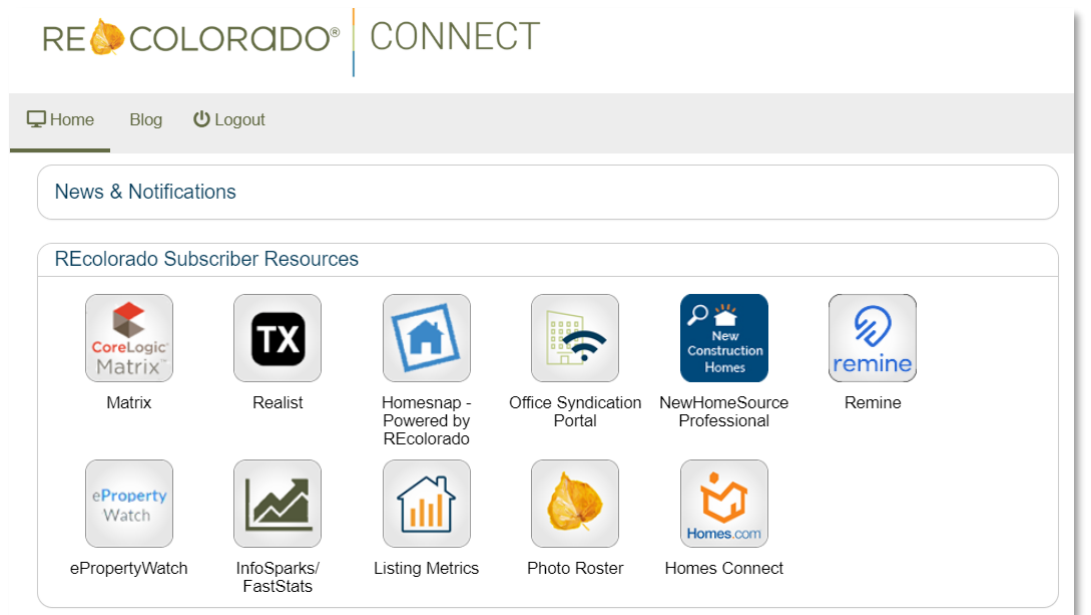 RE COLORADO® CONNECT
Home Blog Logout
News & Notifications
REcolorado Subscriber Resources
CoreLogic
Matrix™
Matrix
TX
Realist
Homesnap -
Powered by
REcolorado
Office Syndication
Portal
New
Construction
Homes
NewHomeSource
Professional
remine
Remine
eProperty
Watch
ePropertyWatch
InfoSparks/
FastStats
Listing Metrics
Photo Roster
Homes.com
Homes Connect